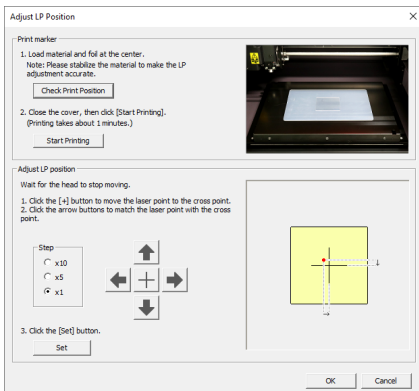 Adjust LP Position
Print marker
1. Load material and foil at the center.
Note: Please stabilize the material to make the LP
adjustment accurate.
Check Print Position
2. Close the cover, then click [Start Printing].
(Printing takes about 1 minutes.)
Start Printing
Adjust LP position
Wait for the head to stop moving.
1. Click the [+] button to move the laser point to the cross point.
2. Click the arrow buttons to match the laser point with the cross
point.
Step
x10
x5
x1
3. Click the [Set] button.
Set
OK
Cancel